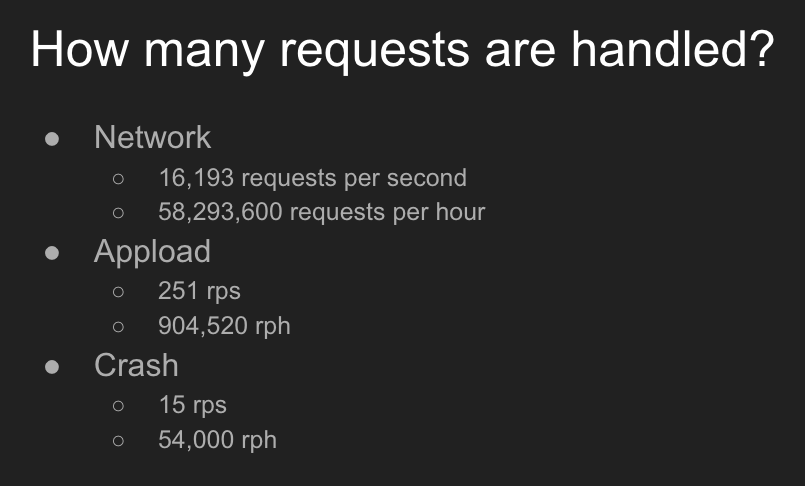 How many requests are handled?
● Network
○ 16,193 requests per second
○ 58,293,600 requests per hour
● Appload
○ 251 rps
○ 904,520 rph
● Crash
○ 15 rps
○ 54,000 rph